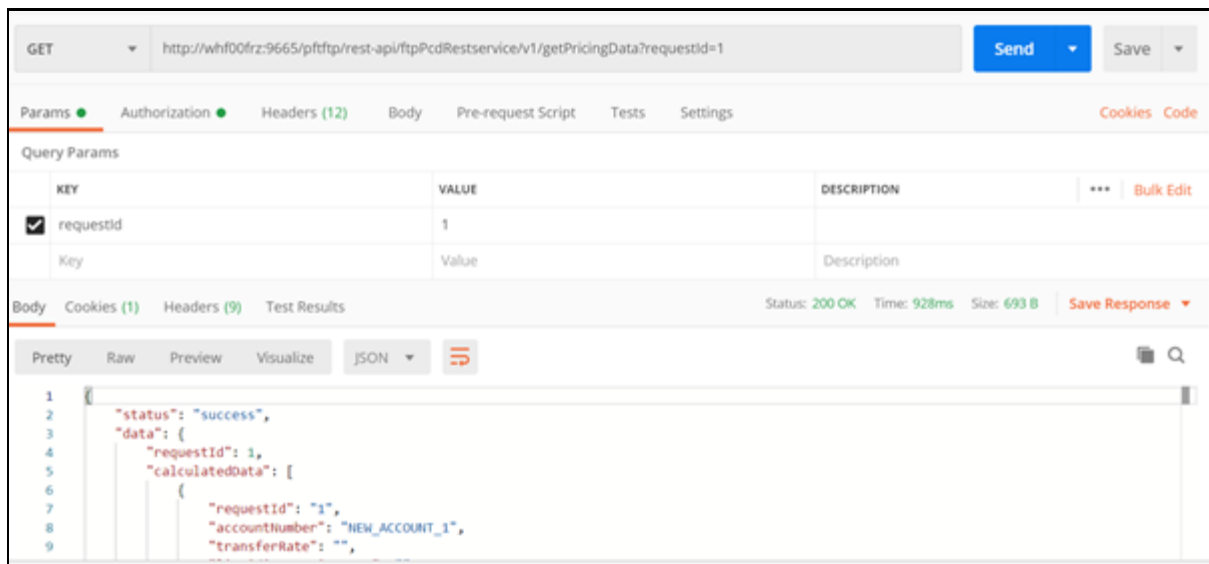 GET http://whf00frz:9665/pftftp/rest-api/ftpPcdRestservice/v1/getPricingData?requestId=1 Send Save
Params Authorization Headers (12) Body Pre-request Script Tests Settings Cookies Code
Query Params
KEY VALUE DESCRIPTION ••• Bulk Edit
requestId 1
Key Value Description
Body Cookies (1) Headers (9) Test Results Status: 200 OK Time: 928ms Size: 693 B Save Response
Pretty Raw Preview Visualize JSON
1 {
2 "status": "success",
3 "data": {
4 "requestId": 1,
5 "calculatedData": [
6 {
7 "requestId": "1",
8 "accountNumber": "NEW_ACCOUNT_1",
9 "transferRate": "",